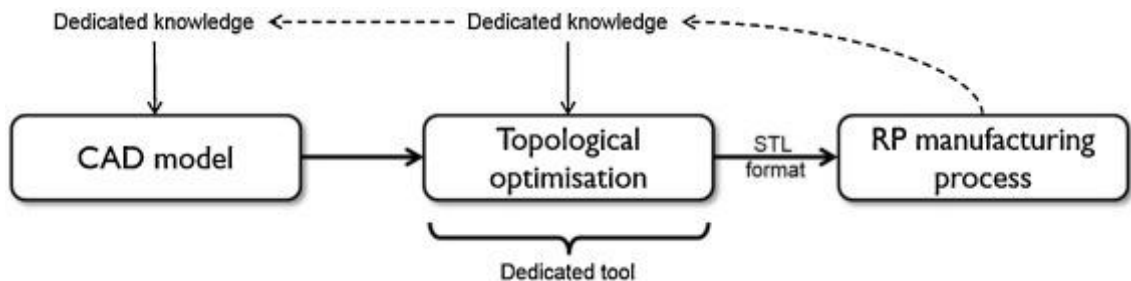 Dedicated knowledge
Dedicated knowledge
CAD model
Topological
optimisation
STL
format
RP manufacturing
process
Dedicated tool